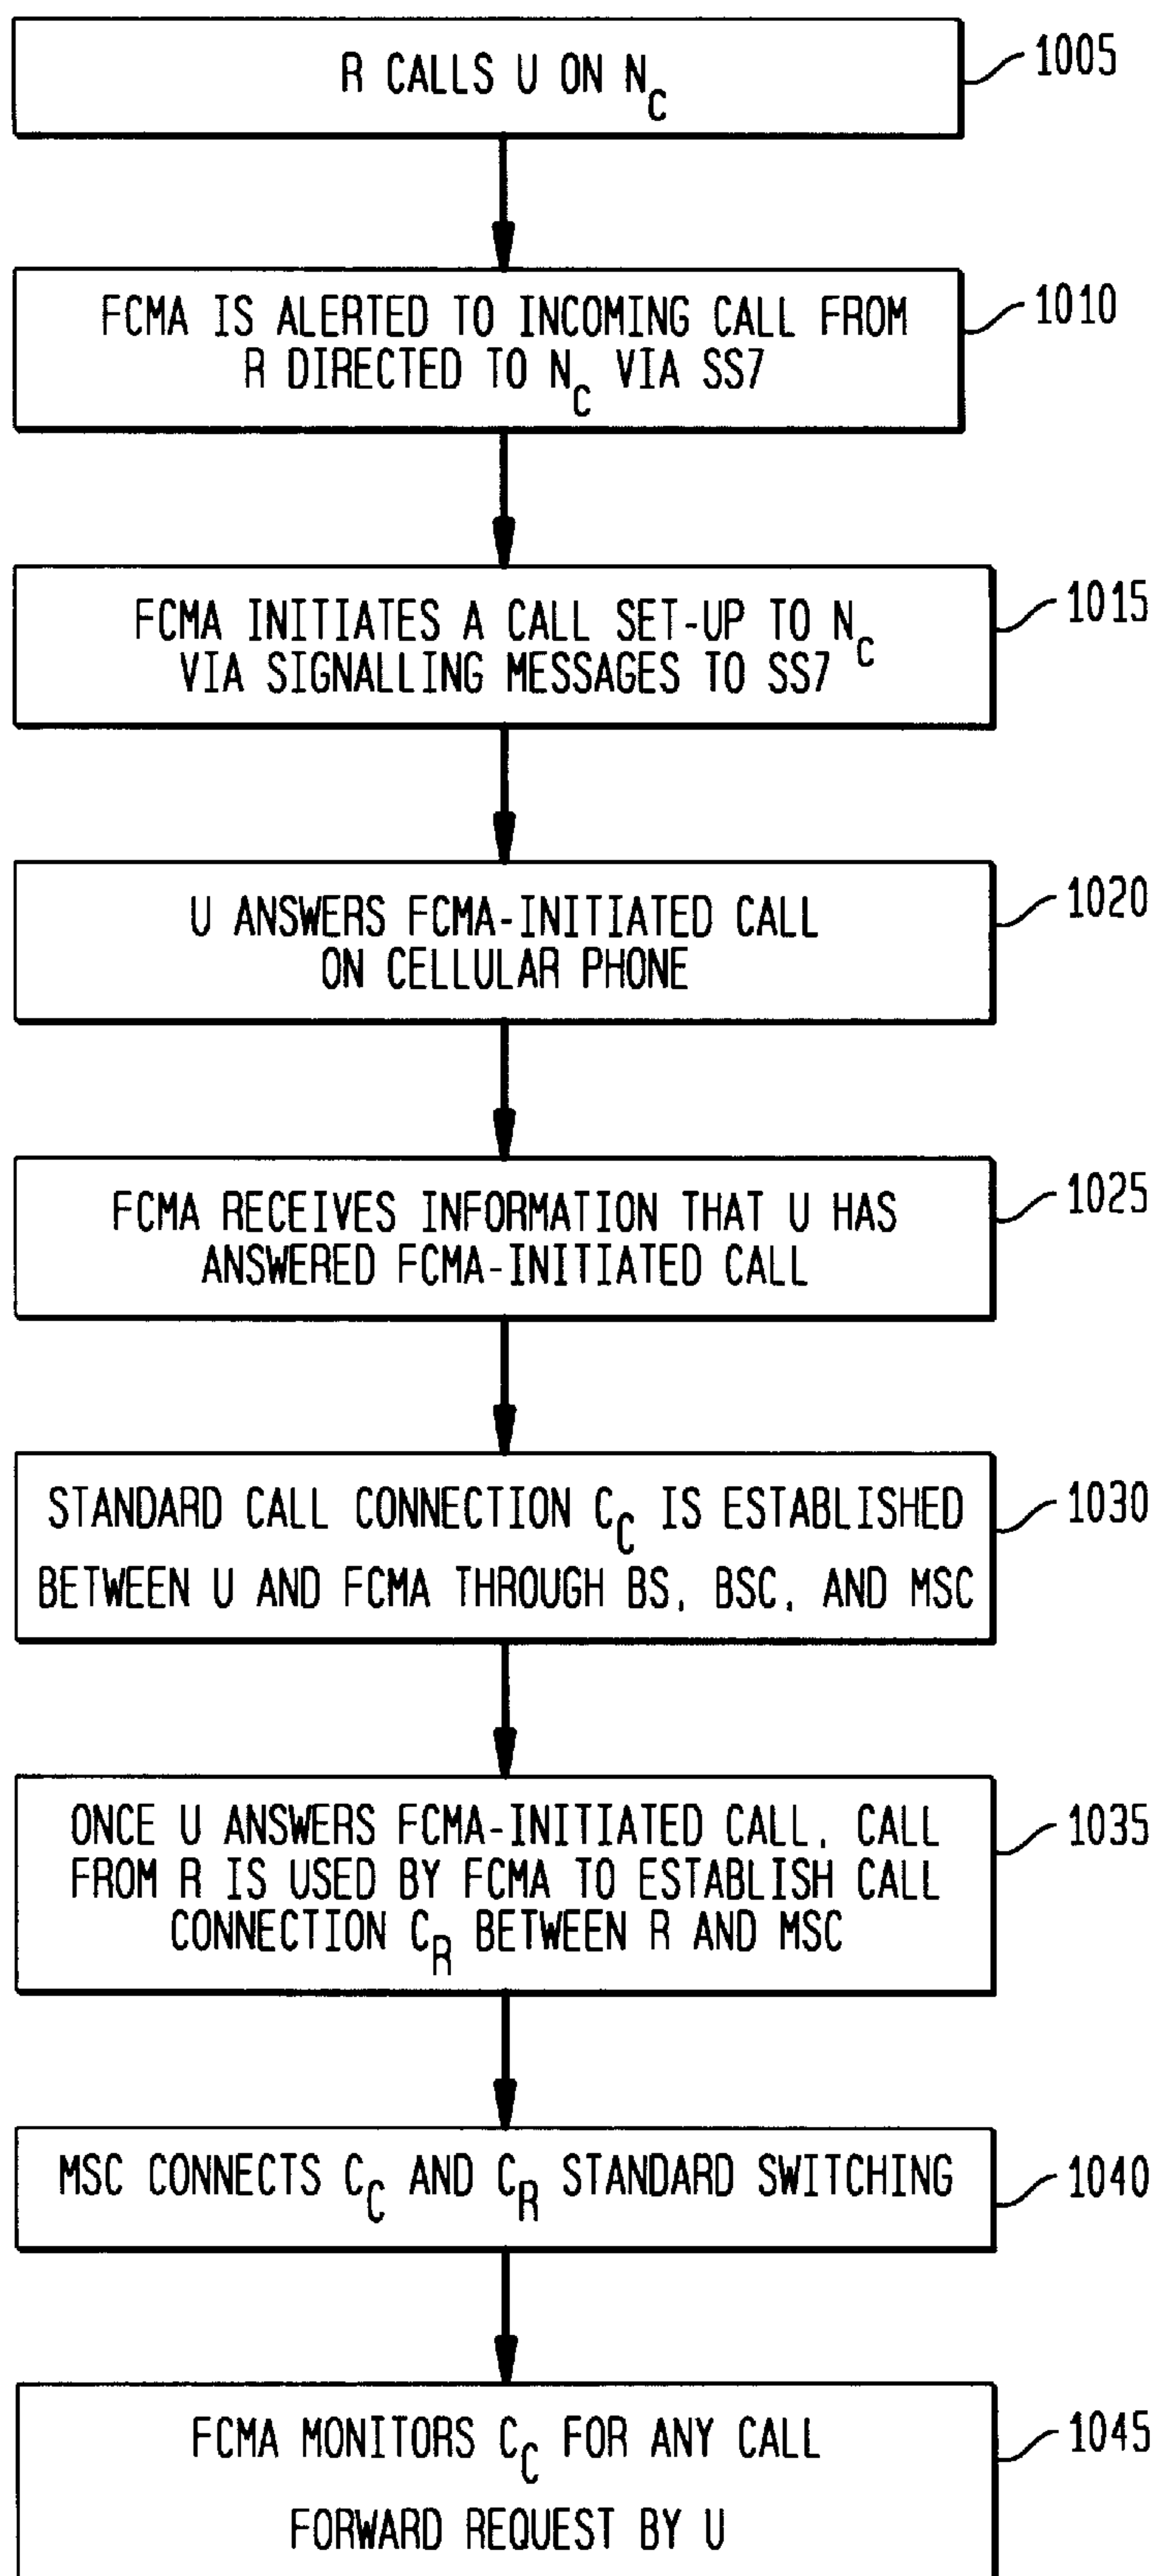 R CALLS U ON NC
1005
FCMA IS ALERTED TO INCOMING CALL FROM
R DIRECTED TO NC VIA SS7
1010
FCMA INITIATES A CALL SET-UP TO NC
VIA SIGNALLING MESSAGES TO SS7
1015
U ANSWERS FCMA-INITIATED CALL
ON CELLULAR PHONE
1020
FCMA RECEIVES INFORMATION THAT U HAS
ANSWERED FCMA-INITIATED CALL
1025
STANDARD CALL CONNECTION CC IS ESTABLISHED
BETWEEN U AND FCMA THROUGH BS, BSC, AND MSC
1030
ONCE U ANSWERS FCMA-INITIATED CALL, CALL
FROM R IS USED BY FCMA TO ESTABLISH CALL
CONNECTION CR BETWEEN R AND MSC
1035
MSC CONNECTS CC AND CR STANDARD SWITCHING
1040
FCMA MONITORS CC FOR ANY CALL
FORWARD REQUEST BY U
1045